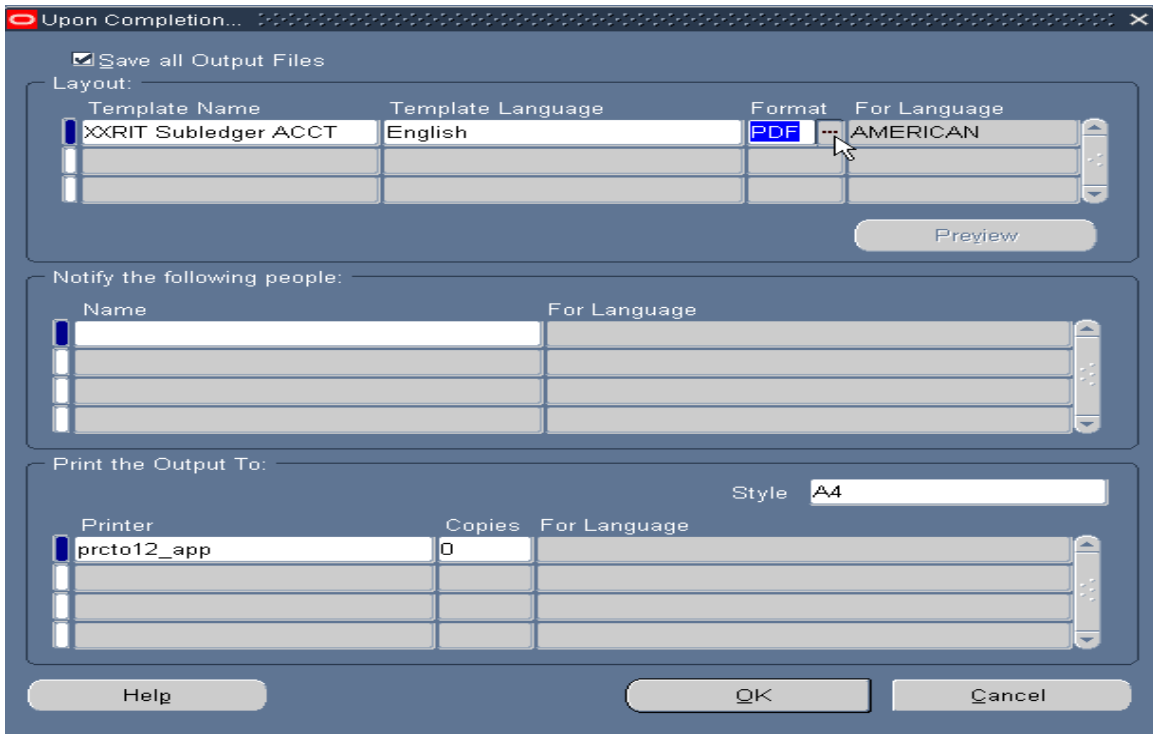 Upon Completion...
Save all Output Files
Layout:
Template Name Template Language Format For Language
XXRIT Subledger ACCT English PDF ... AMERICAN
Preview
Notify the following people:
Name For Language
Print the Output To:
Style A4
Printer Copies For Language
prcto12_app 0
Help OK Cancel